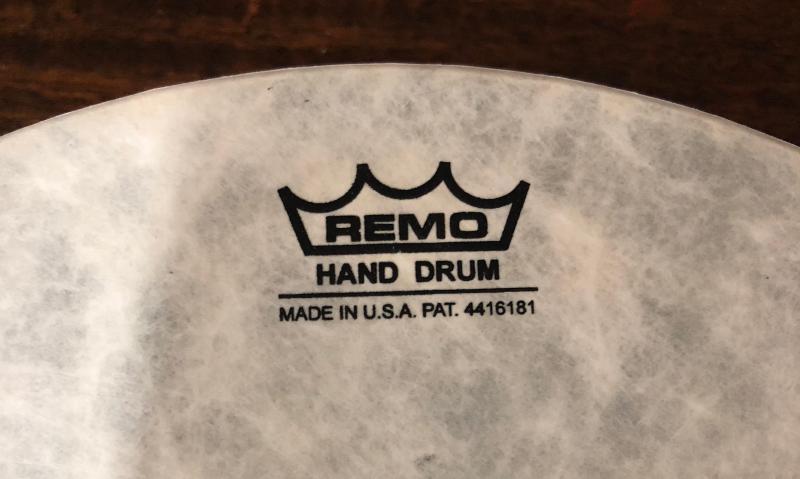 REMO
HAND DRUM
MADE IN U.S.A. PAT. 4416181